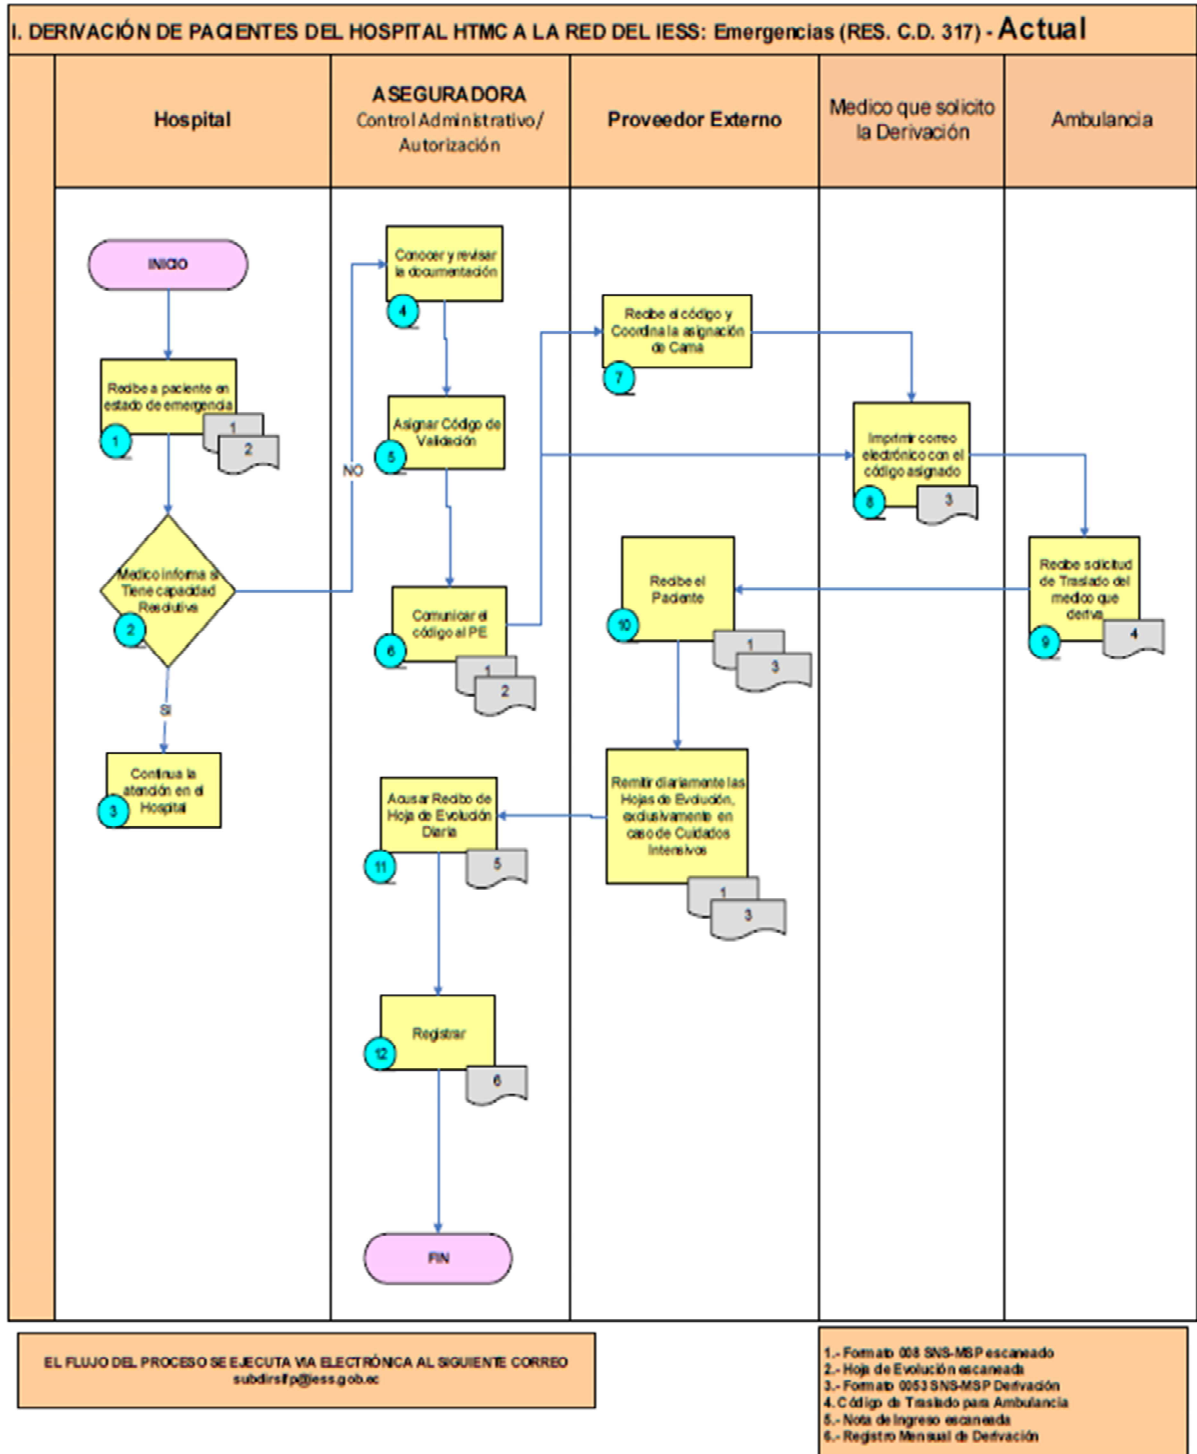 I. DERIVACIÓN DE PACIENTES DEL HOSPITAL HTMC A LA RED DEL IESS: Emergencias (RES. C.D. 317) - Actual
Hospital
ASEGURADORA
Control Administrativo/
Autorización
Proveedor Externo
Medico que solicito
la Derivación
Ambulancia
INICIO
Recibe a paciente en
estado de emergencia
1
1
2
Medico informa si
Tiene capacidad
Resolutiva
2
NO
SI
Continua la
atención en el
Hospital
3
Conocer y revisar
la documentación
4
Asignar Código de
Validación
5
Comunicar el
código al PE
6
1
2
Recibe el código y
Coordina la asignación
de Cama
7
Imprimir correo
electrónico con el
código asignado
8
3
Recibe solicitud
de Traslado del
medico que
deriva
9
4
Recibe el
Paciente
10
1
3
Remitir diariamente las
Hojas de Evolución,
exclusivamente en
caso de Cuidados
Intensivos
1
3
Acusar Recibo de
Hoja de Evolución
Diaria
11
5
Registrar
12
6
FIN
EL FLUJO DEL PROCESO SE EJECUTA VIA ELECTRÓNICA AL SIGUIENTE CORREO
subdirsifp@iess.gob.ec
1.- Formato 008 SNS-MSP escaneado
2.- Hoja de Evolución escaneada
3.- Formato 0053 SNS-MSP Derivación
4. Código de Traslado para Ambulancia
5.- Nota de Ingreso escaneada
6.- Registro Mensual de Derivación